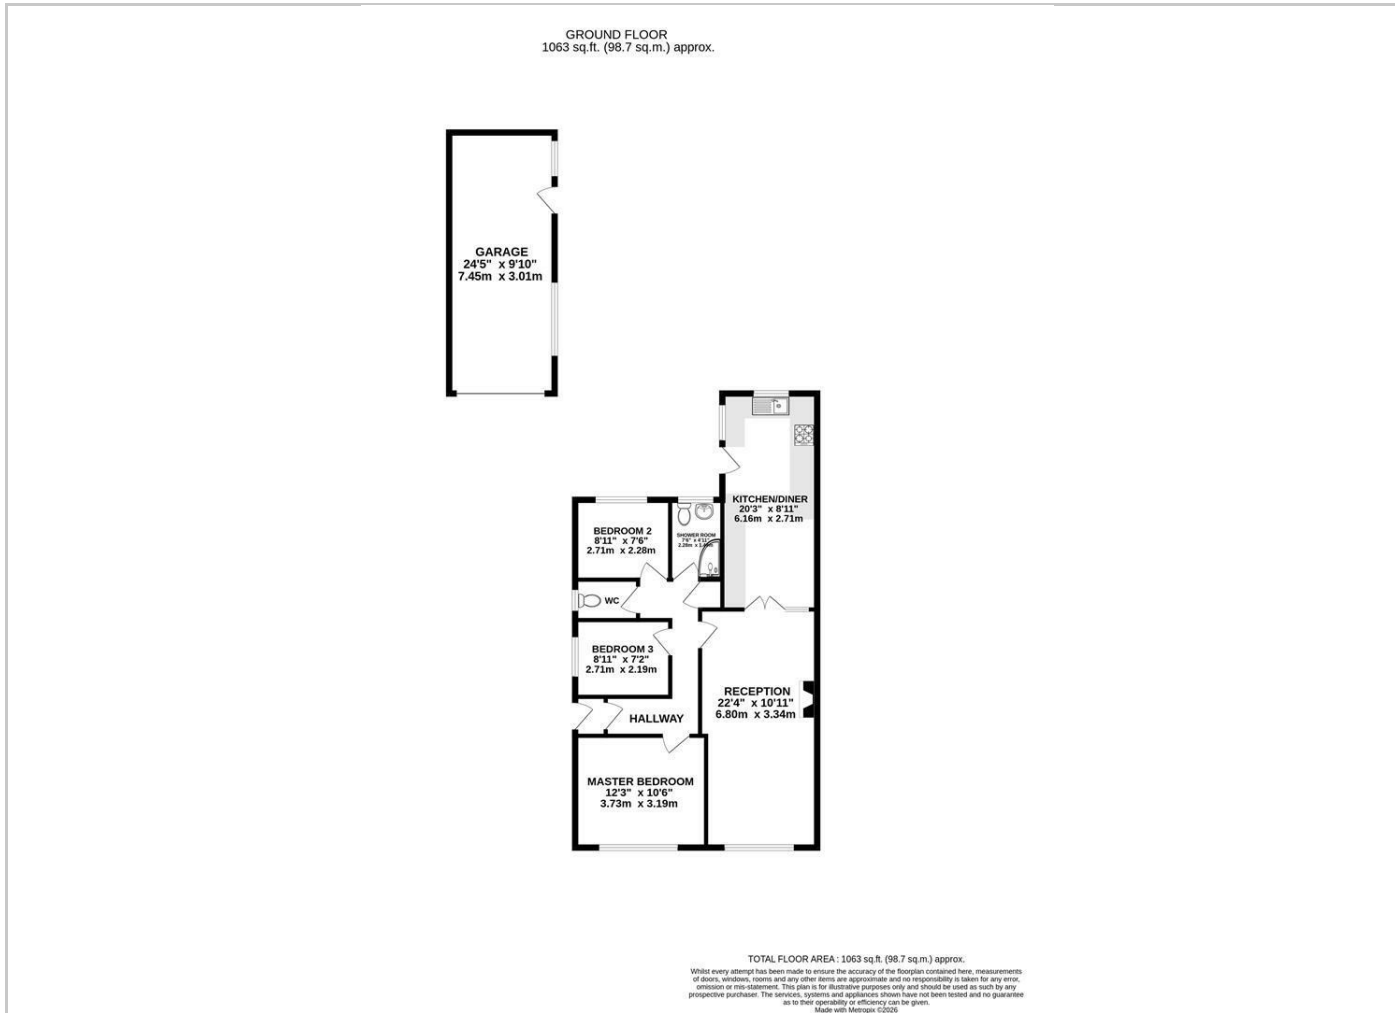 GROUND FLOOR
1063 sq.ft. (98.7 sq.m.) approx.
GARAGE
24'5" x 9'10"
7.45m x 3.01m
KITCHEN/DINER
20'3" x 8'11"
6.16m x 2.71m
BEDROOM 2
8'11" x 7'6"
2.71m x 2.28m
SHOWER ROOM
7'6" x 4'11"
2.28m x
WC
BEDROOM 3
8'11" x 7'2"
2.71m x 2.19m
RECEPTION
22'4" x 10'11"
6.80m x 3.34m
HALLWAY
MASTER BEDROOM
12'3" x 10'6"
3.73m x 3.19m
TOTAL FLOOR AREA : 1063 sq.ft. (98.7 sq.m.) approx.
Whilst every attempt has been made to ensure the accuracy of the floorplan contained here, measurements
of doors, windows, rooms and any other items are approximate and no responsibility is taken for any error,
omission or mis-statement. This plan is for illustrative purposes only and should be used as such by any
prospective purchaser. The services, systems and appliances shown have not been tested and no guarantee
as to their operability or efficiency can be given.
Made with Metropix ©2026